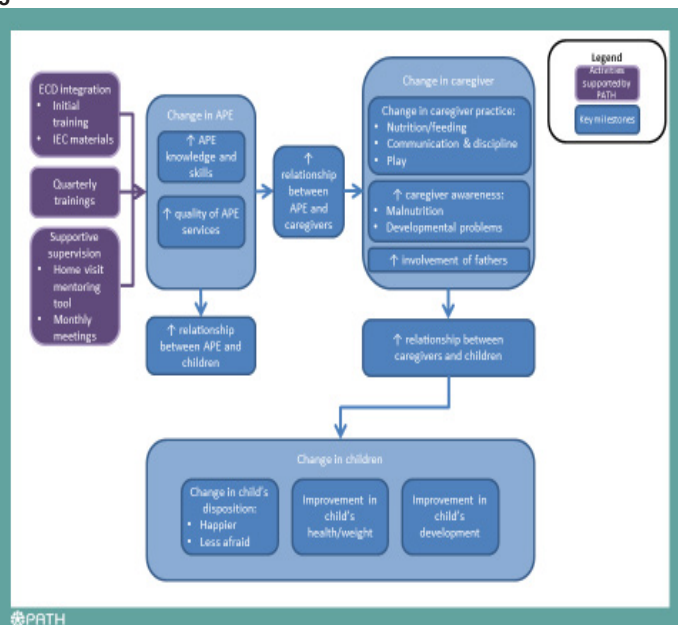 ECD integration
• Initial
training
• IEC materials
Quarterly
trainings
Supportive
supervision
• Home visit
mentoring
tool
• Monthly
meetings
Change in APE
↑ APE
knowledge and
skills
↑ quality of APE
services
↑ relationship
between APE and
children
↑
relationship
between
APE and
caregivers
Change in caregiver
Change in caregiver practice:
• Nutrition/feeding
• Communication & discipline
• Play
↑ caregiver awareness:
• Malnutrition
• Developmental problems
↑ involvement of fathers
↑ relationship between
caregivers and children
Legend
Activities
supported by
PATH
Key milestones
Change in children
Change in child's
disposition:
• Happier
• Less afraid
Improvement in
child's
health/weight
Improvement in
child's
development
PATH